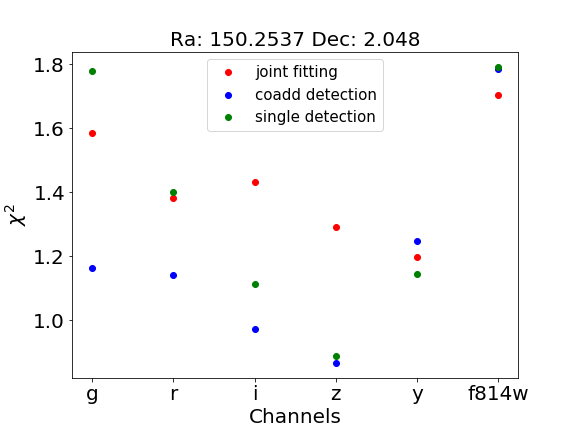 Ra: 150.2537 Dec: 2.048
joint fitting
coadd detection
single detection
1.8
1.6
1.4
1.2
1.0
χ²
g r i z y f814w
Channels